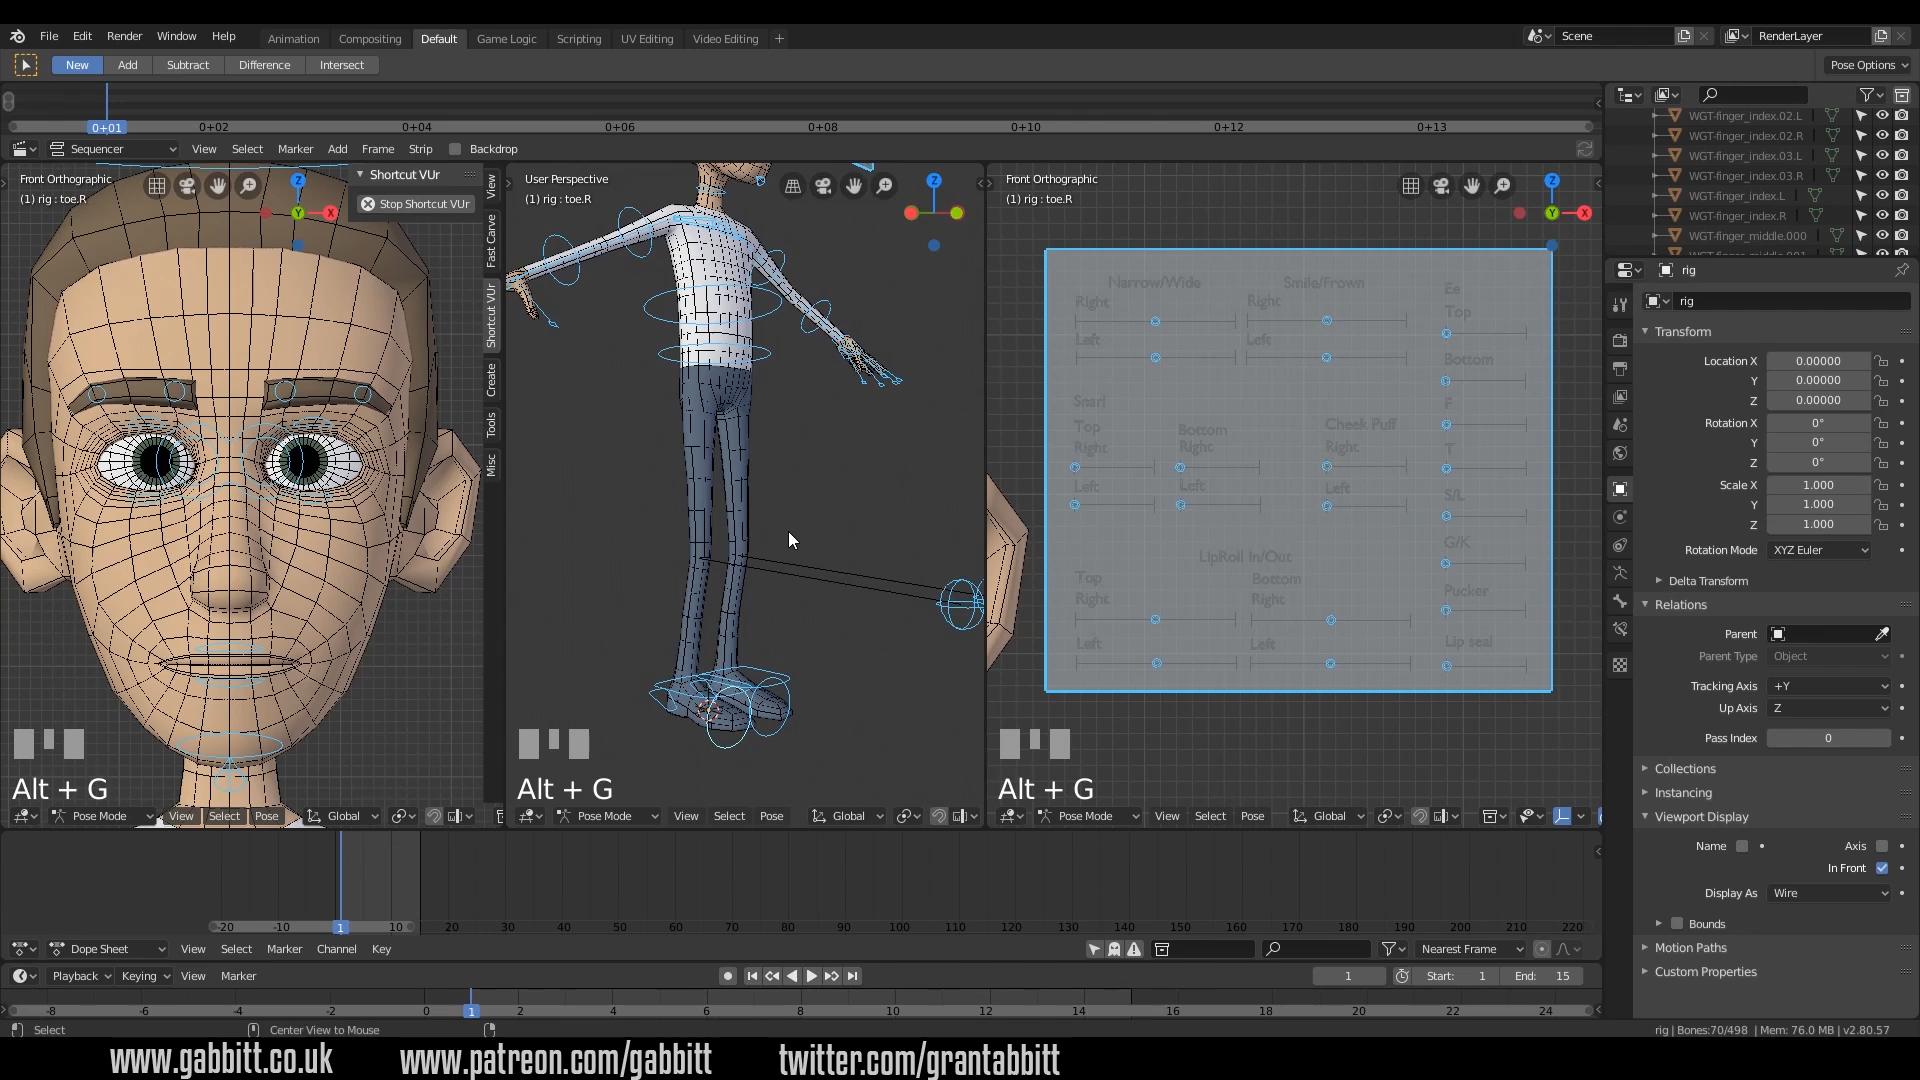 File Edit Render Window Help Animation Compositing Default Game Logic Scripting UV Editing Video Editing + Scene RenderLayer
New Add Subtract Difference Intersect Pose Options
0+01 0+02 0+04 0+06 0+08 0+10 0+12 0+13
Sequencer View Select Marker Add Frame Strip Backdrop
WGT-finger_index.02.L
WGT-finger_index.02.R
WGT-finger_index.03.L
WGT-finger_index.03.R
WGT-finger_index.L
WGT-finger_index.R
WGT-finger_middle.000
Front Orthographic
(1) rig : toe.R
Shortcut VUr
Stop Shortcut VUr
View
Fast Carve
Shortcut VUr
Create
Tools
Misc
Z
Y
X
User Perspective
(1) rig : toe.R
Z
Front Orthographic
(1) rig : toe.R
Z
Y
X
Narrow/Wide
Right
Left
Smile/Frown
Right
Left
Ee
Top
Bottom
F
T
S/L
G/K
Pucker
Lip seal
Snarl
Top
Right
Left
Bottom
Right
Left
Cheek Puff
Right
Left
LipRoll In/Out
Top
Right
Left
Bottom
Right
Left
Alt + G
Alt + G
Alt + G
Pose Mode View Select Pose Global
Pose Mode View Select Pose Global
Pose Mode View Select Pose Global
rig
rig
Transform
Location X 0.00000
Y 0.00000
Z 0.00000
Rotation X 0°
Y 0°
Z 0°
Scale X 1.000
Y 1.000
Z 1.000
Rotation Mode XYZ Euler
Delta Transform
Relations
Parent
Parent Type Object
Tracking Axis +Y
Up Axis Z
Pass Index 0
Collections
Instancing
Viewport Display
Name Axis
In Front
Display As Wire
Bounds
Motion Paths
Custom Properties
-20 -10 1 10 20 30 40 50 60 70 80 90 100 110 120 130 140 150 160 170 180 190 200 210 220
Dope Sheet View Select Marker Channel Key Nearest Frame
Playback Keying View Marker 1 Start: 1 End: 15
-8 -6 -4 -2 0 1 2 4 6 8 10 12 14 16 18 20 22 24
Select Center View to Mouse rig | Bones:70/498 | Mem: 76.0 MB | v2.80.57
www.gabbitt.co.uk www.patreon.com/gabbitt twitter.com/grantabbitt